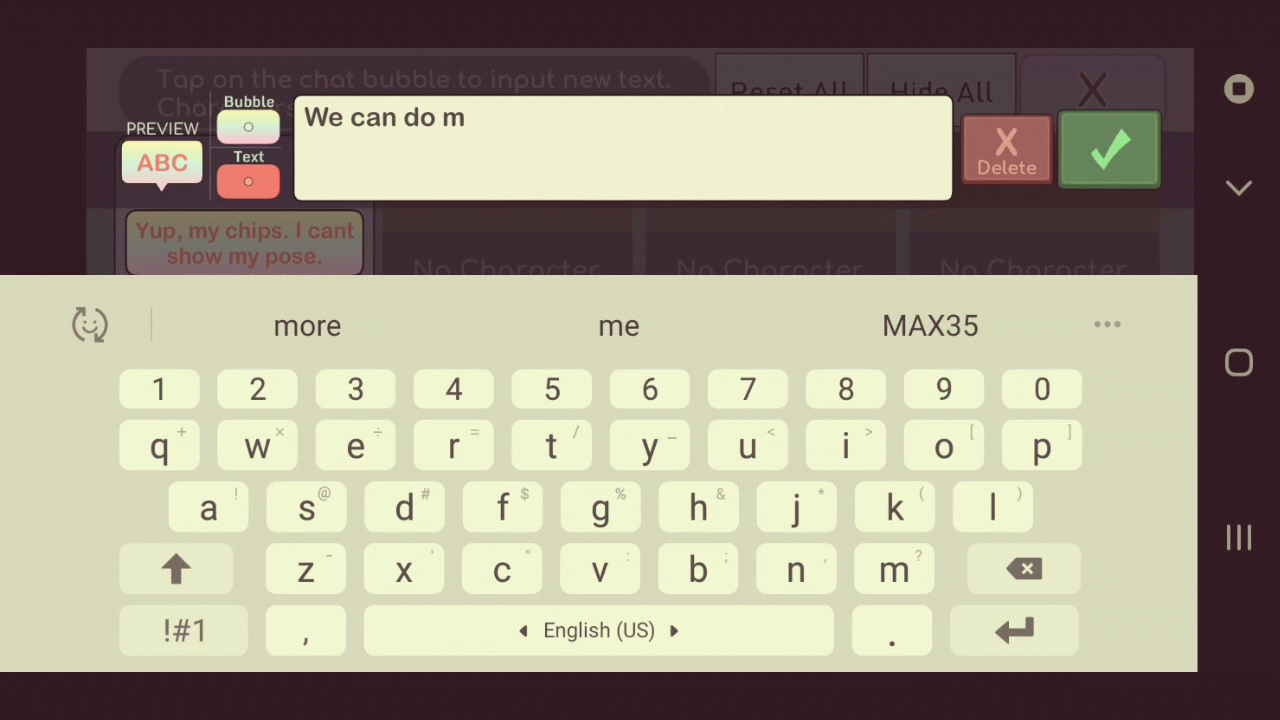 Tap on the chat bubble to input new text.
Reset All
Hide All
X
Bubble
PREVIEW
ABC
Text
We can do m
X
Delete
Yup, my chips. I cant
show my pose.
No Character
No Character
No Character
more
me
MAX35
1 2 3 4 5 6 7 8 9 0
q + w × e ÷ r = t / y _ u < i > o [ p ]
a ! s @ d # f $ g % h & j * k ( l )
z - x ' c " v : b ; n , m ?
!#1 , English (US) .